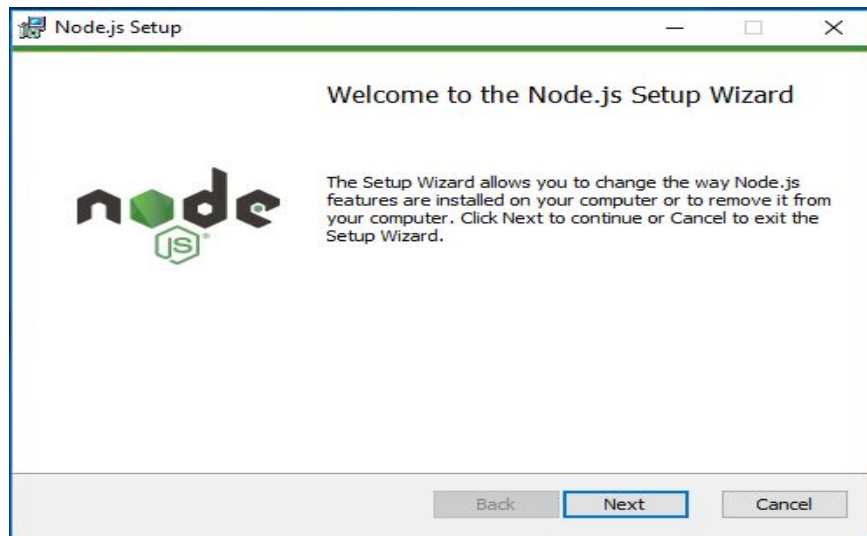 Node.js Setup
Welcome to the Node.js Setup Wizard
node
JS®
The Setup Wizard allows you to change the way Node.js
features are installed on your computer or to remove it from
your computer. Click Next to continue or Cancel to exit the
Setup Wizard.
Back Next Cancel